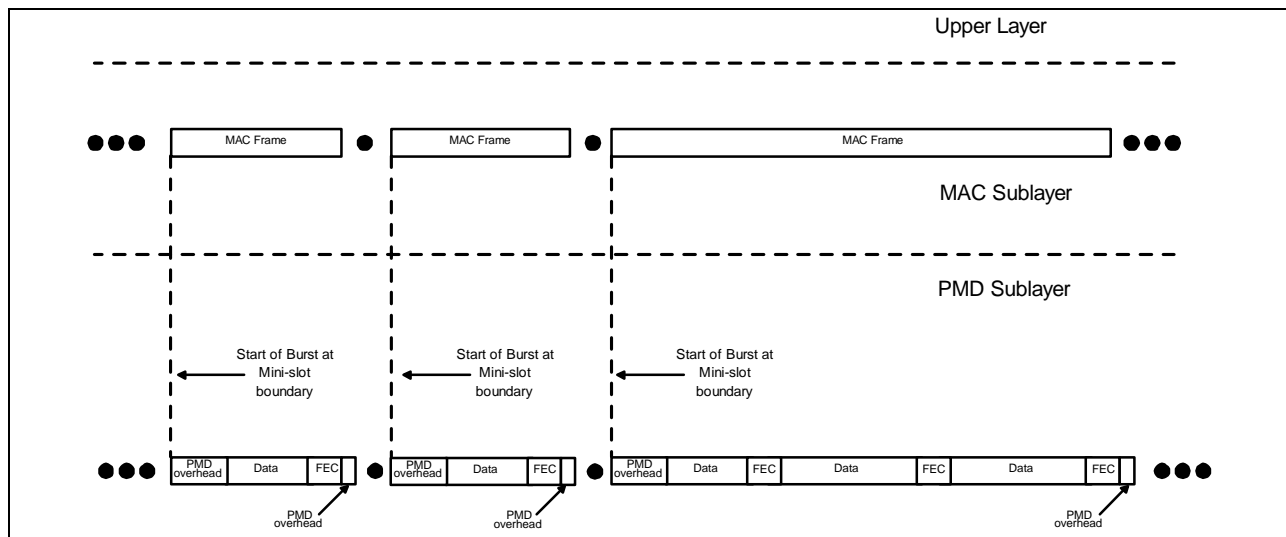 Upper Layer
MAC Frame
MAC Frame
MAC Frame
MAC Sublayer
PMD Sublayer
Start of Burst at
Mini-slot
boundary
Start of Burst at
Mini-slot
boundary
Start of Burst at
Mini-slot
boundary
PMD
overhead
Data
FEC
PMD
overhead
Data
FEC
PMD
overhead
Data
FEC
Data
FEC
Data
FEC
PMD
overhead
PMD
overhead
PMD
overhead